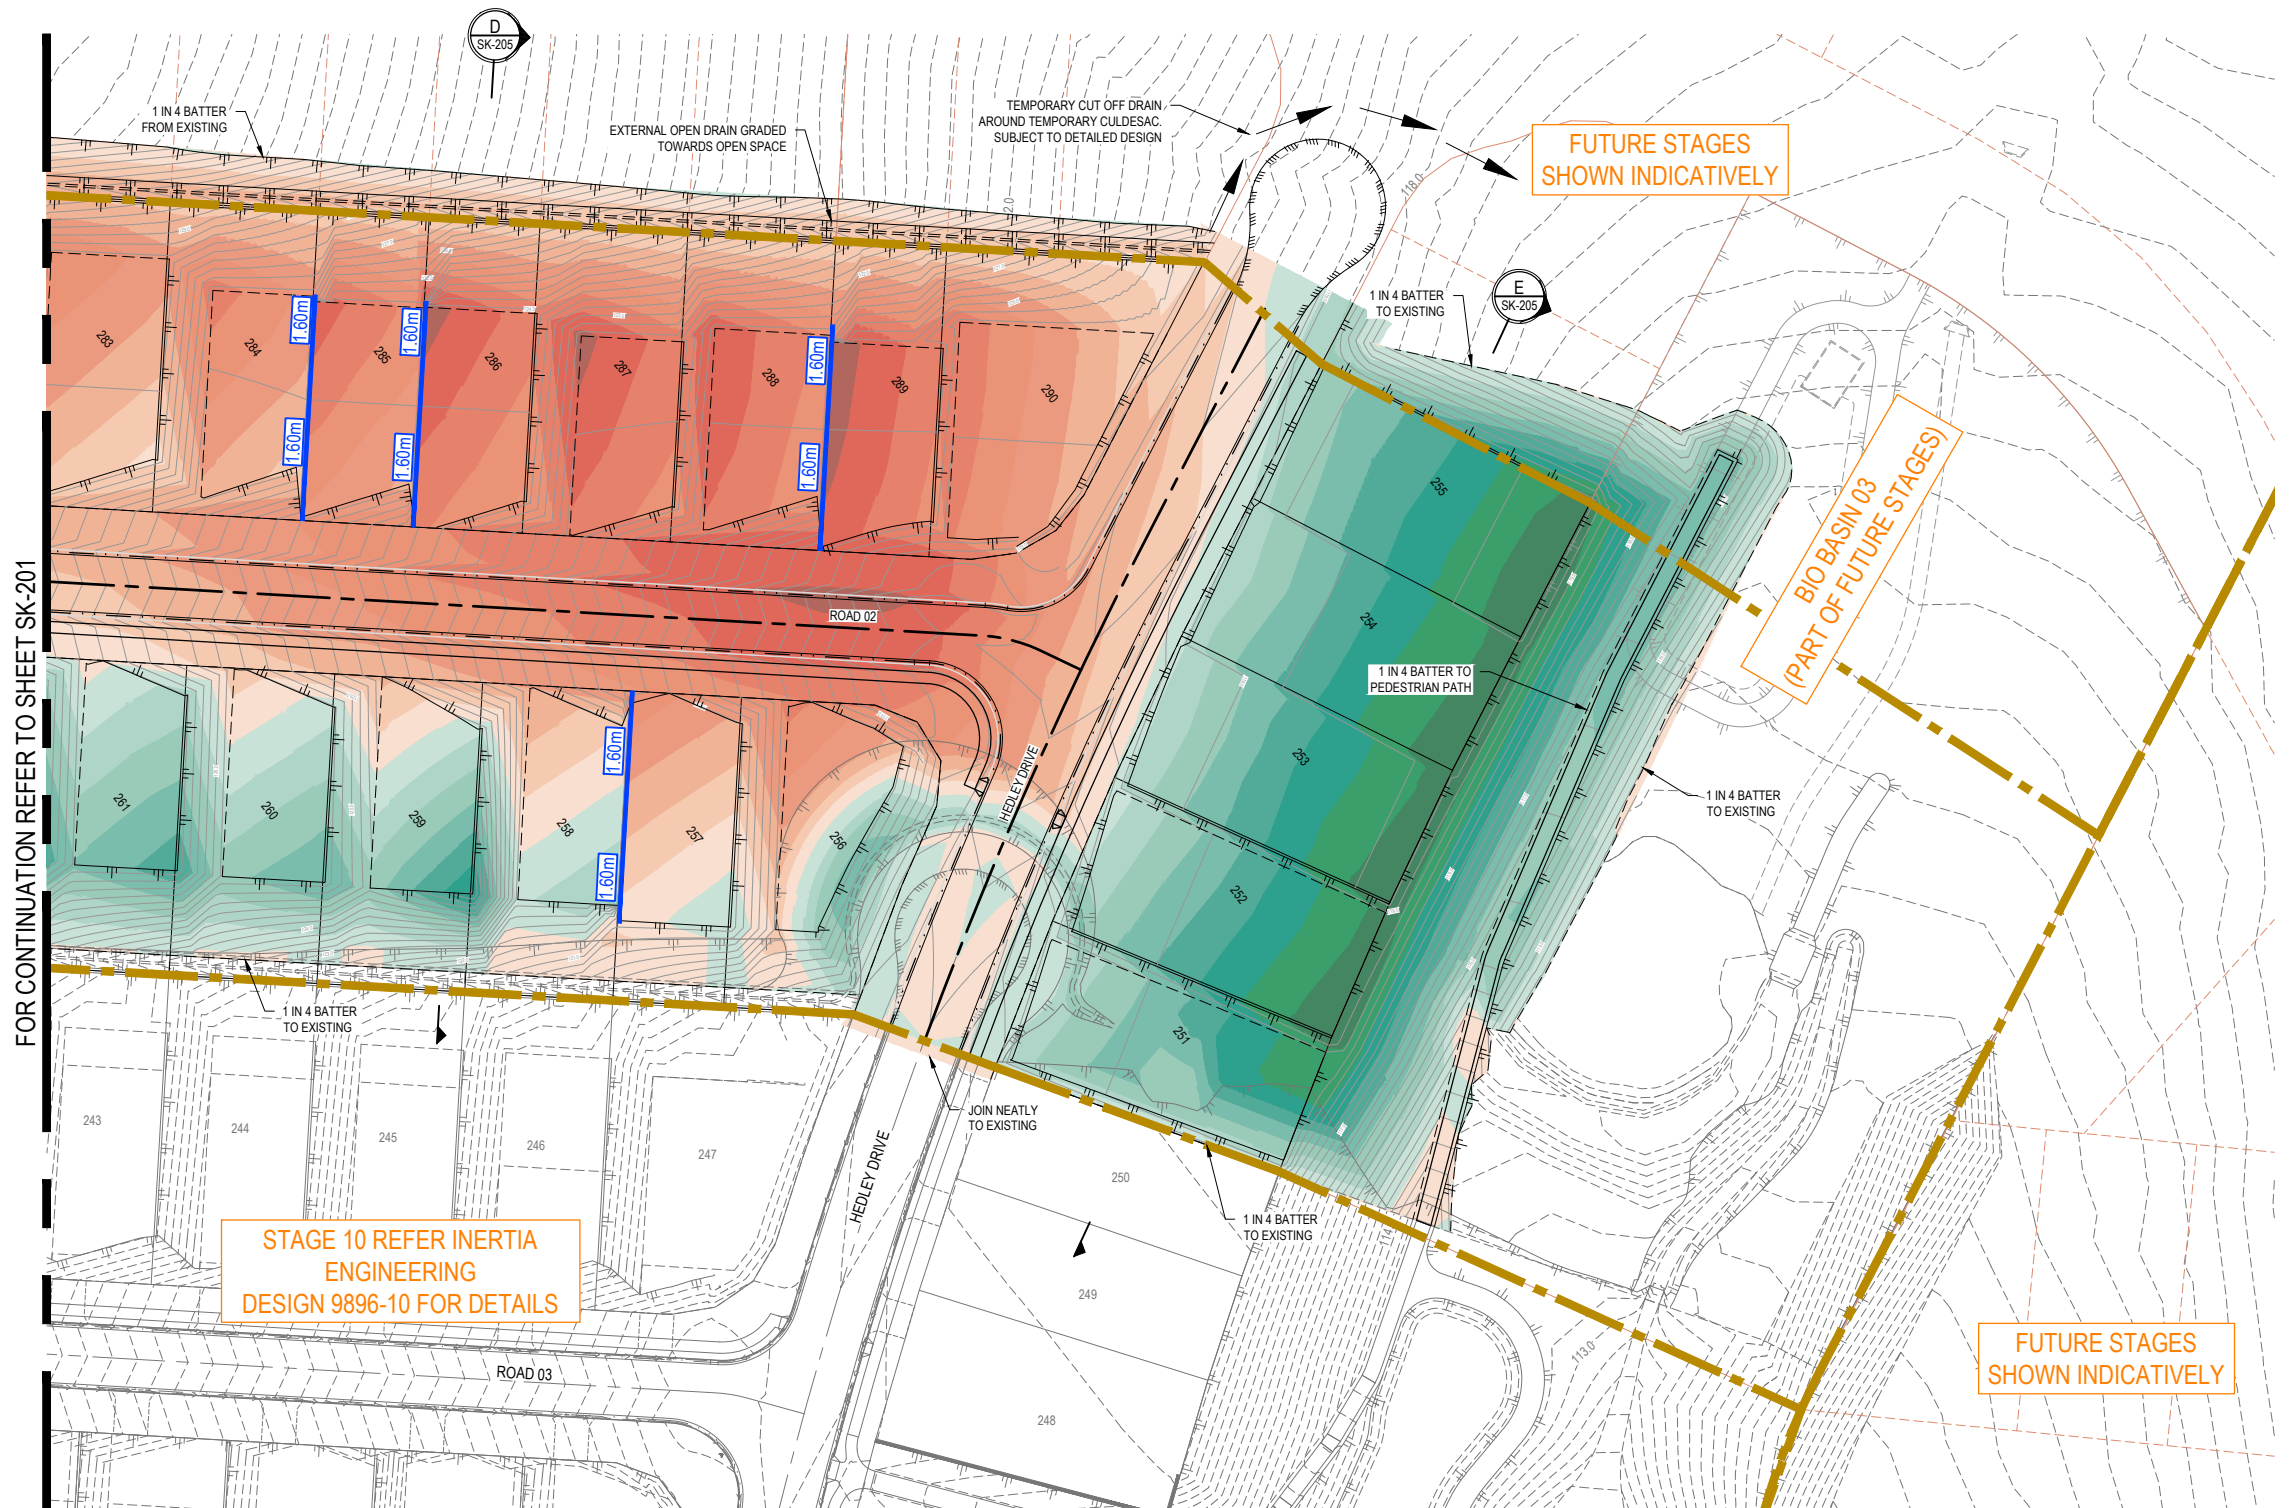 D
SK-205
1 IN 4 BATTER
FROM EXISTING
EXTERNAL OPEN DRAIN GRADED
TOWARDS OPEN SPACE
TEMPORARY CUT OFF DRAIN
AROUND TEMPORARY CULDESAC.
SUBJECT TO DETAILED DESIGN
FUTURE STAGES
SHOWN INDICATIVELY
118.0
E
SK-205
1 IN 4 BATTER
TO EXISTING
283
284
1.60m
285
1.60m
286
287
288
1.60m
289
290
1.60m
1.60m
1.60m
255
BIO BASIN 03
(PART OF FUTURE STAGES)
FOR CONTINUATION REFER TO SHEET SK-201
ROAD 02
254
1 IN 4 BATTER TO
PEDESTRIAN PATH
253
HEDLEY DRIVE
1.60m
1 IN 4 BATTER
TO EXISTING
261
260
259
258
257
256
1.60m
252
251
1 IN 4 BATTER
TO EXISTING
JOIN NEATLY
TO EXISTING
243
244
245
246
247
HEDLEY DRIVE
250
1 IN 4 BATTER
TO EXISTING
STAGE 10 REFER INERTIA
ENGINEERING
DESIGN 9896-10 FOR DETAILS
249
113.0
FUTURE STAGES
SHOWN INDICATIVELY
ROAD 03
248